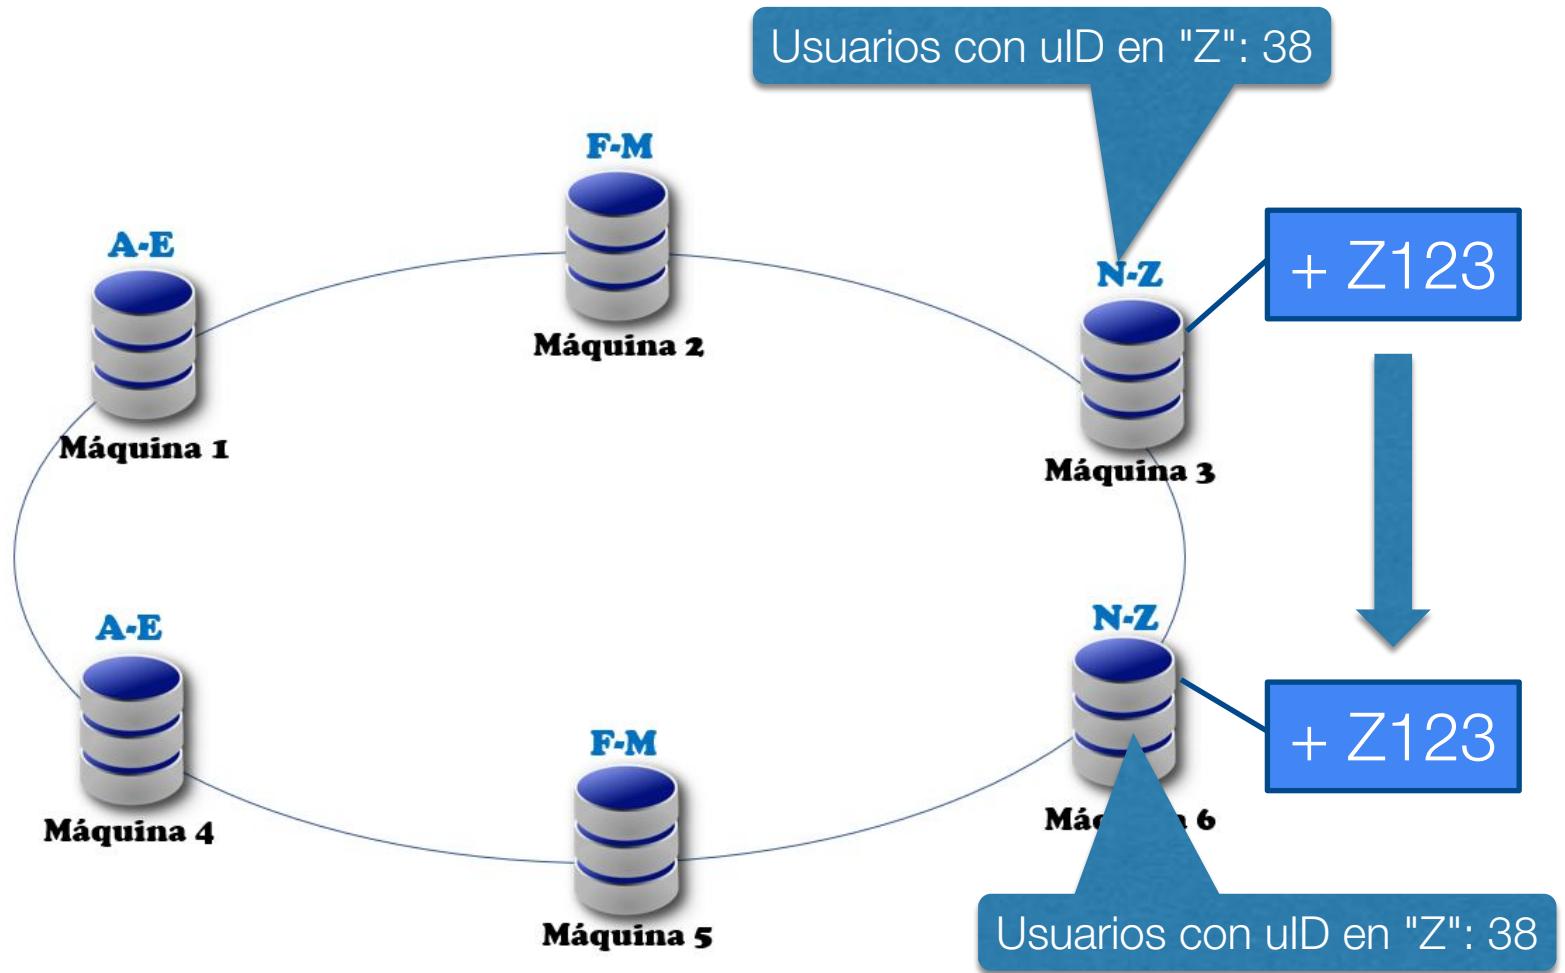 Usuarios con uID en "Z": 38
F-M
A-E
N-Z
+ Z123
Máquina 2
Máquina 1
Máquina 3
A-E
N-Z
+ Z123
F-M
Máquina 4
Máquina 5
Usuarios con uID en "Z": 38